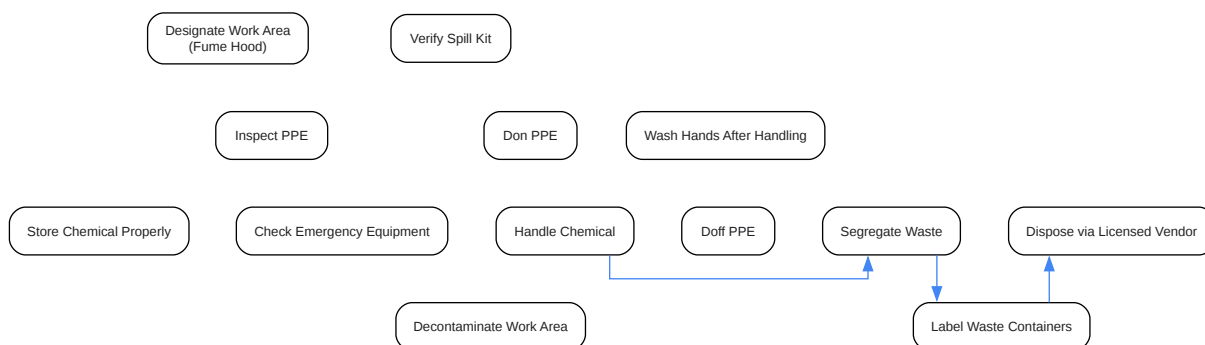 Designate Work Area
(Fume Hood)
Verify Spill Kit
Inspect PPE
Don PPE
Wash Hands After Handling
Store Chemical Properly
Check Emergency Equipment
Handle Chemical
Doff PPE
Segregate Waste
Dispose via Licensed Vendor
Decontaminate Work Area
Label Waste Containers